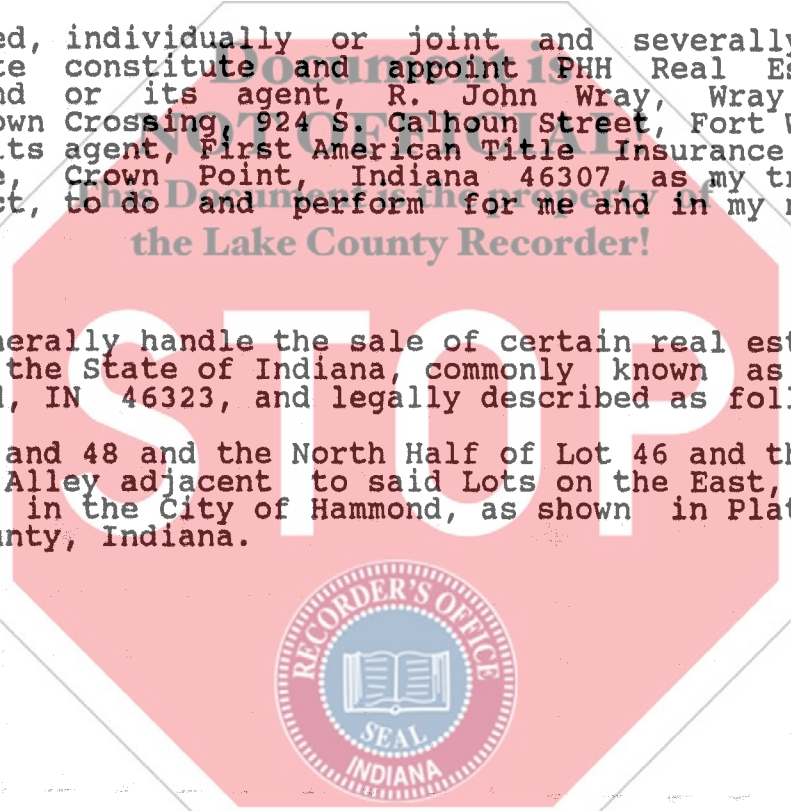 ed, individually or joint and severally
te constitute and appoint PHH Real Es
nd or its agent, R. John Wray, Wray
own Crossing, 924 S. Calhoun Street, Fort W
its agent, First American Title Insurance
e, Crown Point, Indiana 46307, as my tr
ct, to do and perform for me and in my n
Document is
NOT OFFICIAL!
This Document is the property of
the Lake County Recorder!
STOP
nerally handle the sale of certain real est
the State of Indiana, commonly known as
, IN 46323, and legally described as foll
and 48 and the North Half of Lot 46 and th
Alley adjacent to said Lots on the East,
in the City of Hammond, as shown in Plat
nty, Indiana.
RECORDER'S OFFICE
SEAL
INDIANA